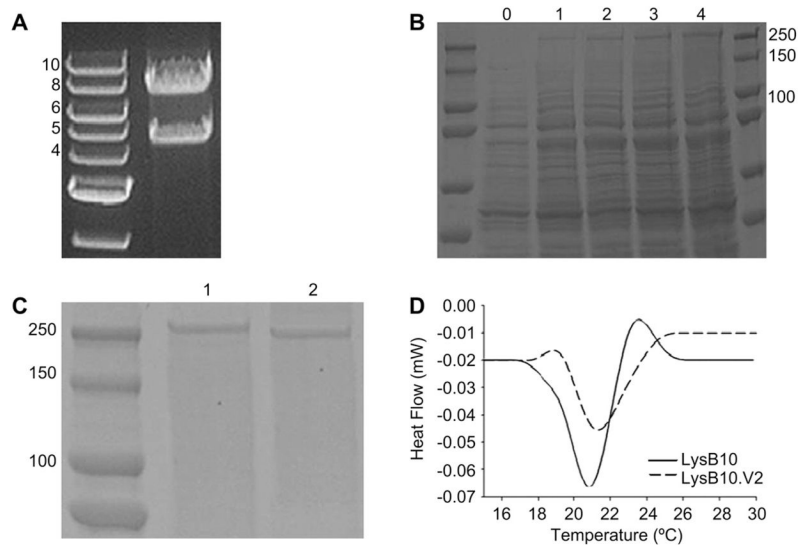 A
10
8
6
5
4
B
0 1 2 3 4
250
150
100
C
1 2
250
150
100
D
0.00
-0.01
-0.02
-0.03
-0.04
-0.05
-0.06
-0.07
Heat Flow (mW)
LysB10
LysB10.V2
16 18 20 22 24 26 28 30
Temperature (ºC)